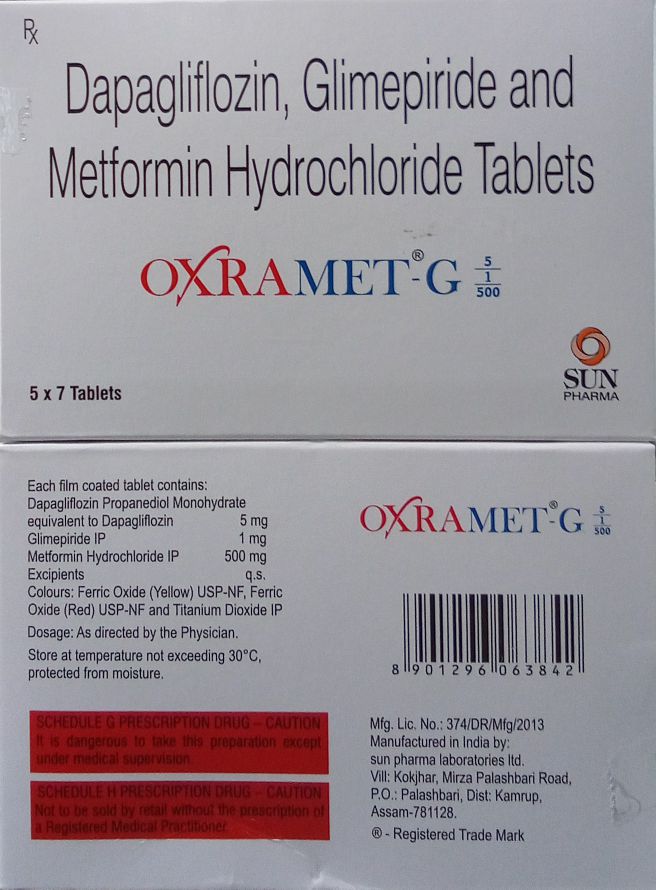 Rx
Dapagliflozin, Glimepiride and
Metformin Hydrochloride Tablets
OXRAMET®-G 5/1/500
5 x 7 Tablets
SUN
PHARMA
Each film coated tablet contains:
Dapagliflozin Propanediol Monohydrate
equivalent to Dapagliflozin 5 mg
Glimepiride IP 1 mg
Metformin Hydrochloride IP 500 mg
Excipients q.s.
Colours: Ferric Oxide (Yellow) USP-NF, Ferric
Oxide (Red) USP-NF and Titanium Dioxide IP
Dosage: As directed by the Physician.
Store at temperature not exceeding 30°C,
protected from moisture.
SCHEDULE G PRESCRIPTION DRUG – CAUTION
It is dangerous to take this preparation except
under medical supervision.
SCHEDULE H PRESCRIPTION DRUG – CAUTION
Not to be sold by retail without the prescription of
a Registered Medical Practitioner.
OXRAMET®-G 5/1/500
8 901296 063842
Mfg. Lic. No.: 374/DR/Mfg/2013
Manufactured in India by:
sun pharma laboratories ltd.
Vill: Kokjhar, Mirza Palashbari Road,
P.O.: Palashbari, Dist: Kamrup,
Assam-781128.
® - Registered Trade Mark